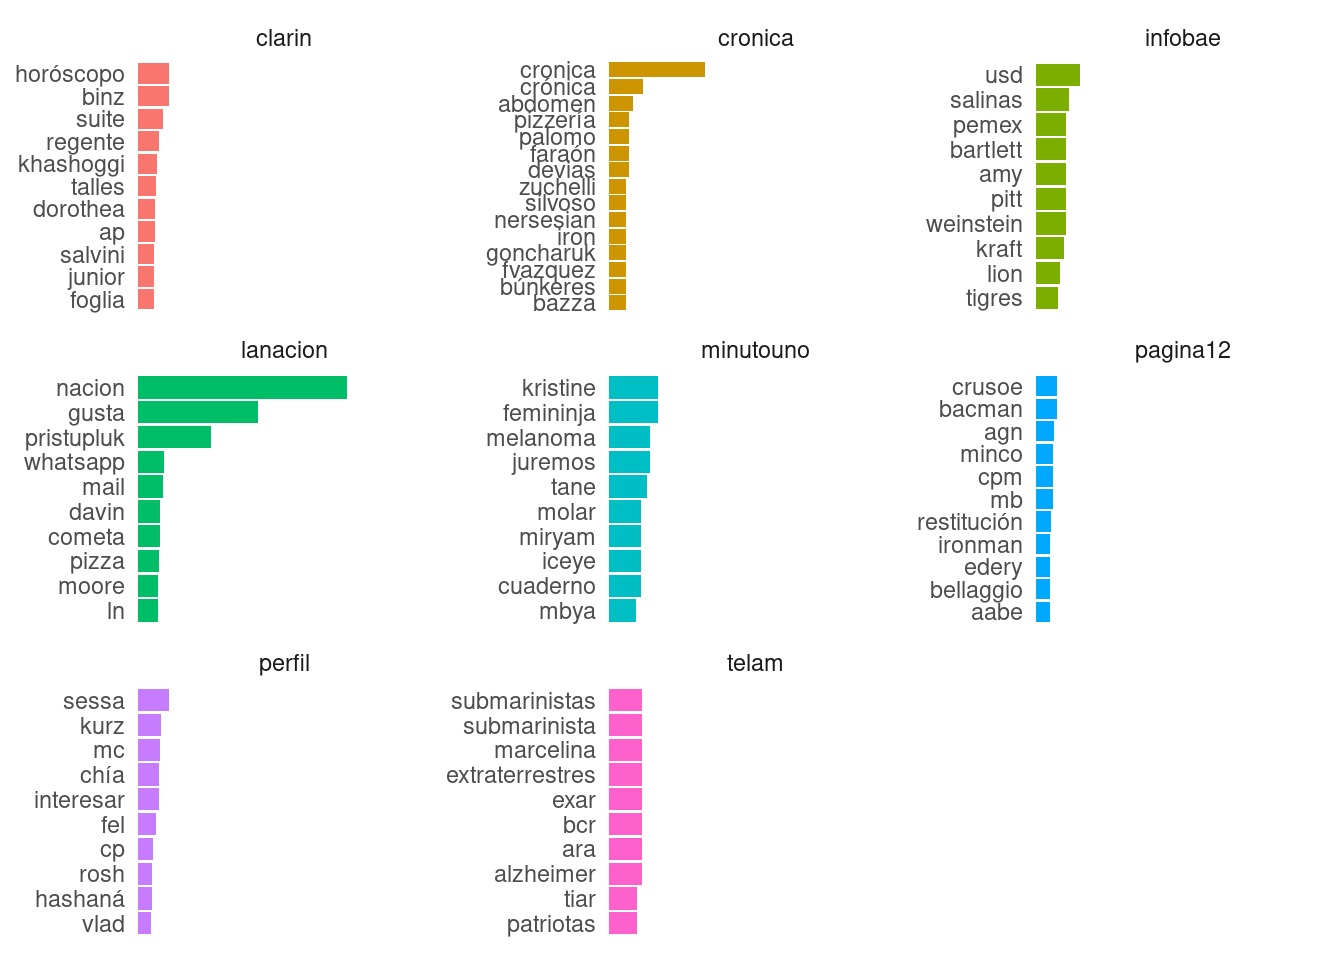 clarin
horóscopo
binz
suite
regente
khashoggi
talles
dorothea
ap
salvini
junior
foglia
cronica
cronica
crónica
abdomen
pizzería
palomo
faraón
devias
zuchelli
silvoso
nersesian
iron
goncharuk
fvazquez
búnkeres
bazza
infobae
usd
salinas
pemex
bartlett
amy
pitt
weinstein
kraft
lion
tigres
lanacion
nacion
gusta
pristupluk
whatsapp
mail
davin
cometa
pizza
moore
ln
minutouno
kristine
femininja
melanoma
juremos
tane
molar
miryam
iceye
cuaderno
mbya
pagina12
crusoe
bacman
agn
minco
cpm
mb
restitución
ironman
edery
bellaggio
aabe
perfil
sessa
kurz
mc
chía
interesar
fel
cp
rosh
hashaná
vlad
telam
submarinistas
submarinista
marcelina
extraterrestres
exar
bcr
ara
alzheimer
tiar
patriotas